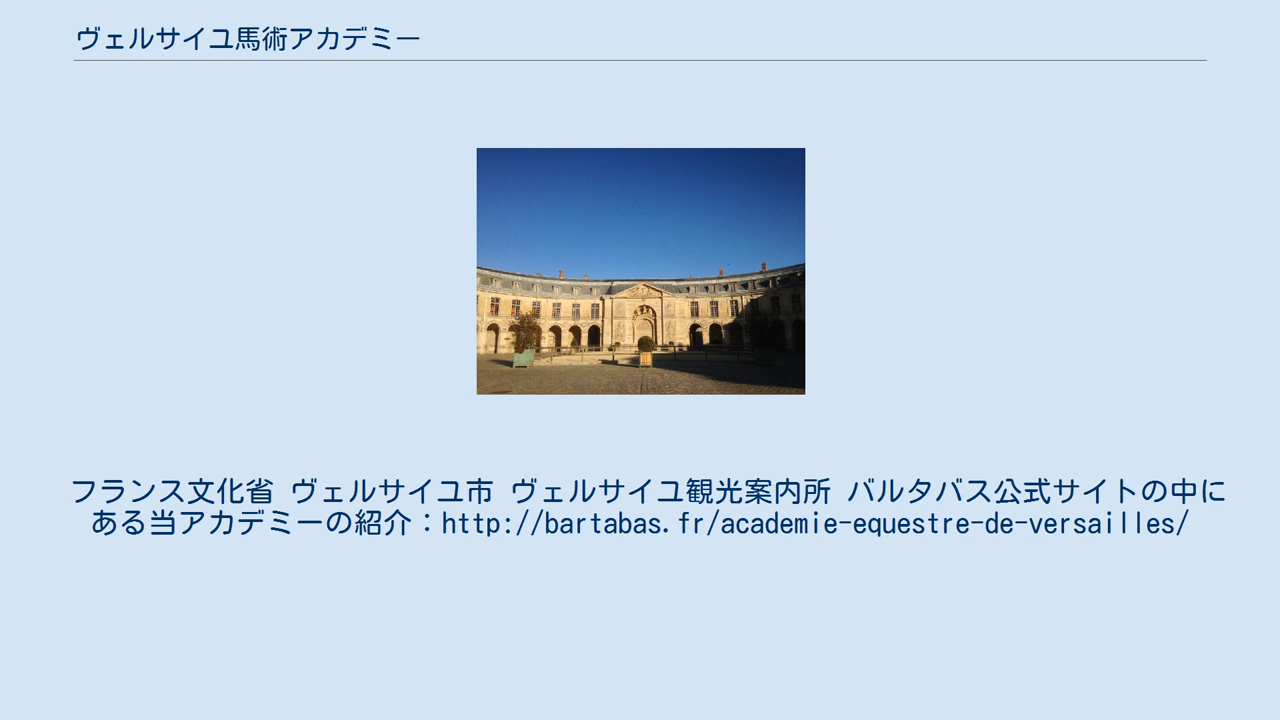 ヴェルサイユ馬術アカデミー
フランス文化省 ヴェルサイユ市 ヴェルサイユ観光案内所 バルタバス公式サイトの中に
ある当アカデミーの紹介：http://bartabas.fr/academie-equestre-de-versailles/